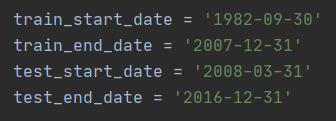 train_start_date = '1982-09-30'
train_end_date = '2007-12-31'
test_start_date = '2008-03-31'
test_end_date = '2016-12-31'